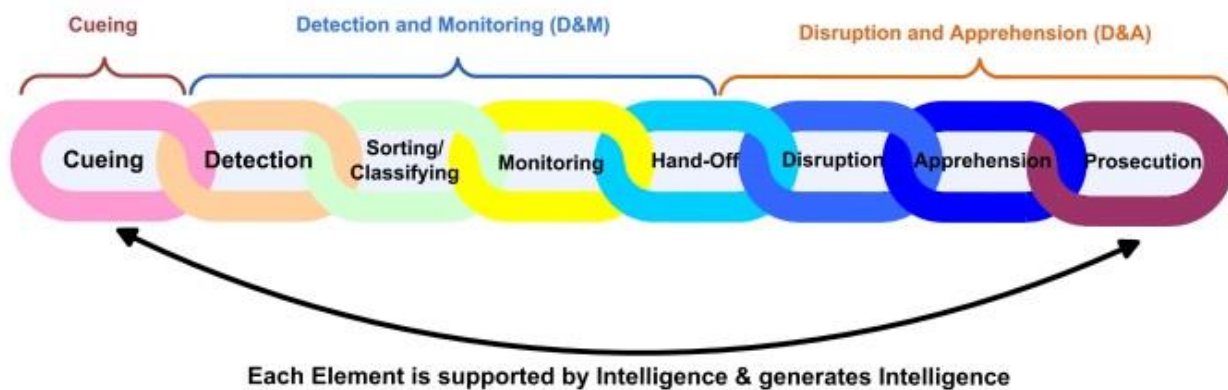 Cueing
Detection and Monitoring (D&M)
Disruption and Apprehension (D&A)
Cueing
Detection
Sorting/
Classifying
Monitoring
Hand-Off
Disruption
Apprehension
Prosecution
Each Element is supported by Intelligence & generates Intelligence